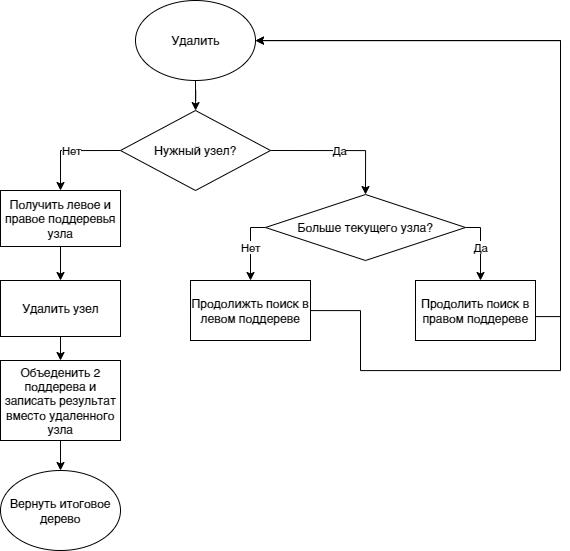 Удалить
Нужный узел?
Нет
Да
Получить левое и
правое поддеревья
узла
Больше текущего узла?
Нет
Да
Удалить узел
Продолижть поиск в
левом поддереве
Продолить поиск в
правом поддереве
Объеденить 2
поддерева и
записать результат
вместо удаленного
узла
Вернуть итоговое
дерево